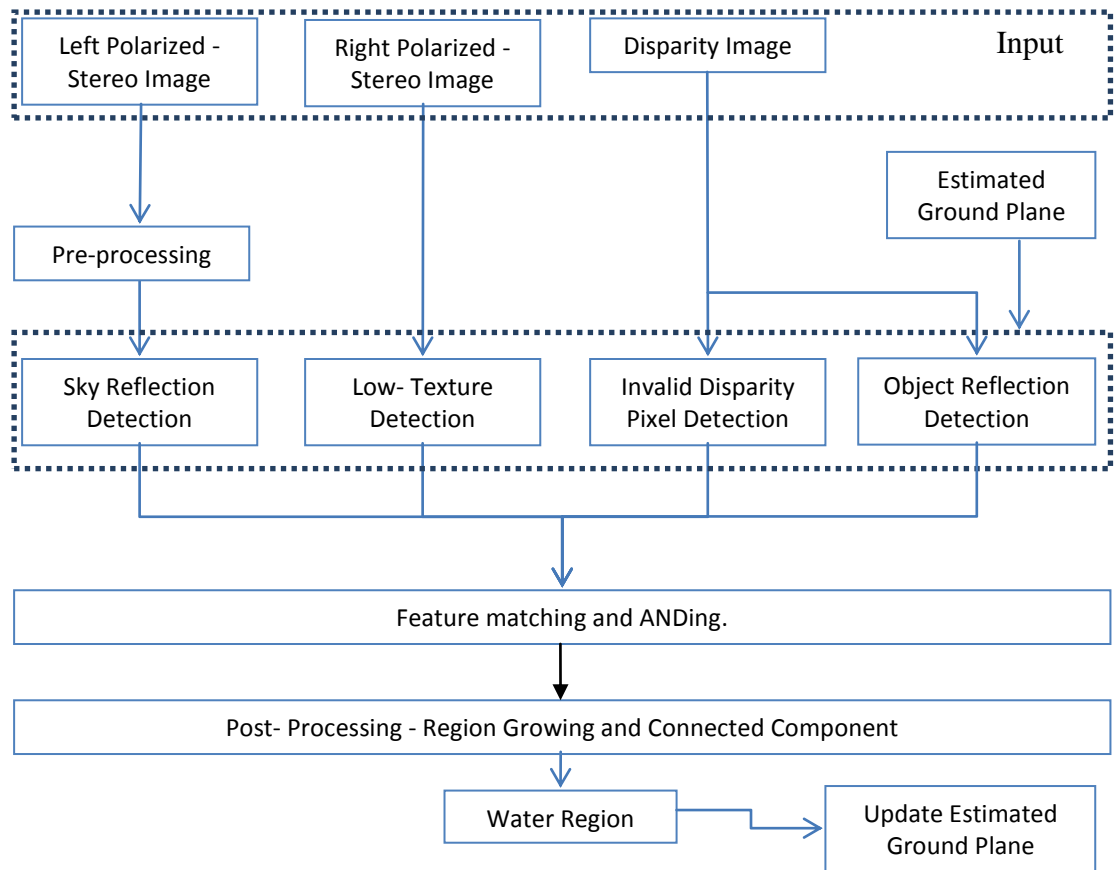 Left Polarized -
Stereo Image
Right Polarized -
Stereo Image
Disparity Image
Input
Estimated
Ground Plane
Pre-processing
Sky Reflection
Detection
Low- Texture
Detection
Invalid Disparity
Pixel Detection
Object Reflection
Detection
Feature matching and ANDing.
Post- Processing - Region Growing and Connected Component
Water Region
Update Estimated
Ground Plane